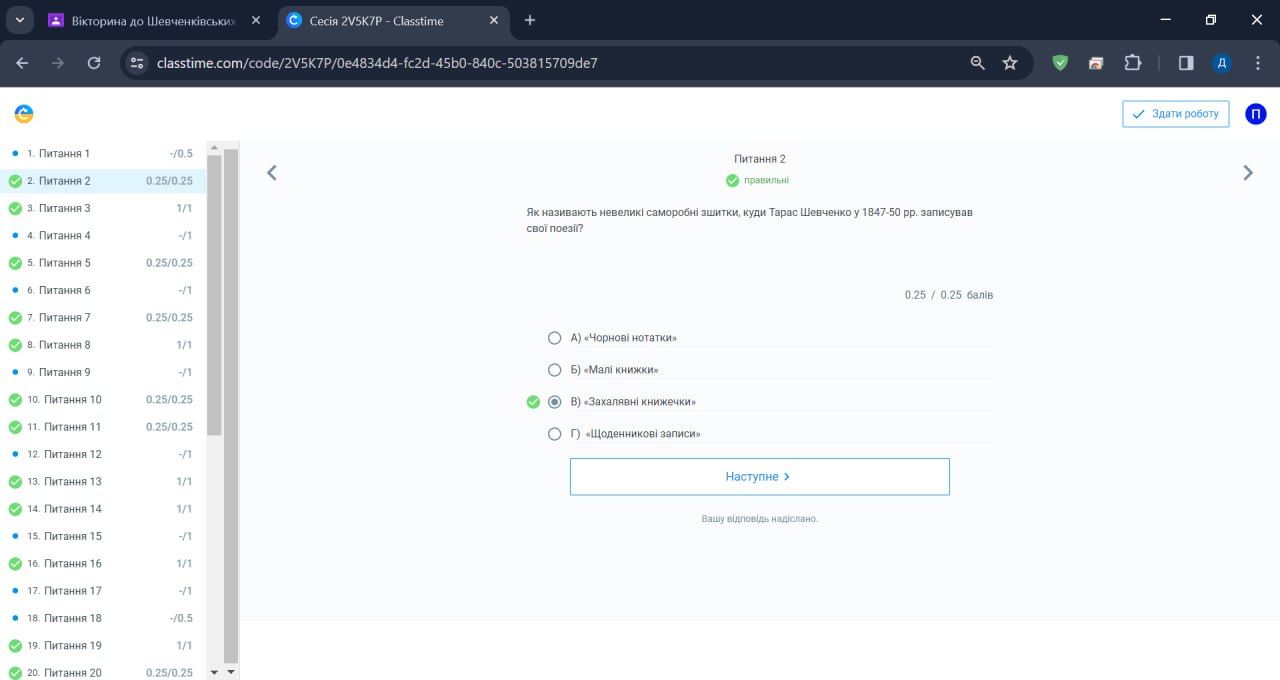 Вікторина до Шевченківських
Сесія 2V5K7P - Classtime
classtime.com/code/2V5K7P/0e4834d4-fc2d-45b0-840c-503815709de7
Д
Здати роботу
П
1. Питання 1 -/0.5
2. Питання 2 0.25/0.25
3. Питання 3 1/1
4. Питання 4 -/1
5. Питання 5 0.25/0.25
6. Питання 6 -/1
7. Питання 7 0.25/0.25
8. Питання 8 1/1
9. Питання 9 -/1
10. Питання 10 0.25/0.25
11. Питання 11 0.25/0.25
12. Питання 12 -/1
13. Питання 13 1/1
14. Питання 14 1/1
15. Питання 15 -/1
16. Питання 16 1/1
17. Питання 17 -/1
18. Питання 18 -/0.5
19. Питання 19 1/1
20. Питання 20 0.25/0.25
Питання 2
правильні
Як називають невеликі саморобні зшитки, куди Тарас Шевченко у 1847-50 рр. записував
свої поезії?
0.25 / 0.25 балів
А) «Чорнові нотатки»
Б) «Малі книжки»
В) «Захалявні книжечки»
Г) «Щоденникові записи»
Наступне
Вашу відповідь надіслано.